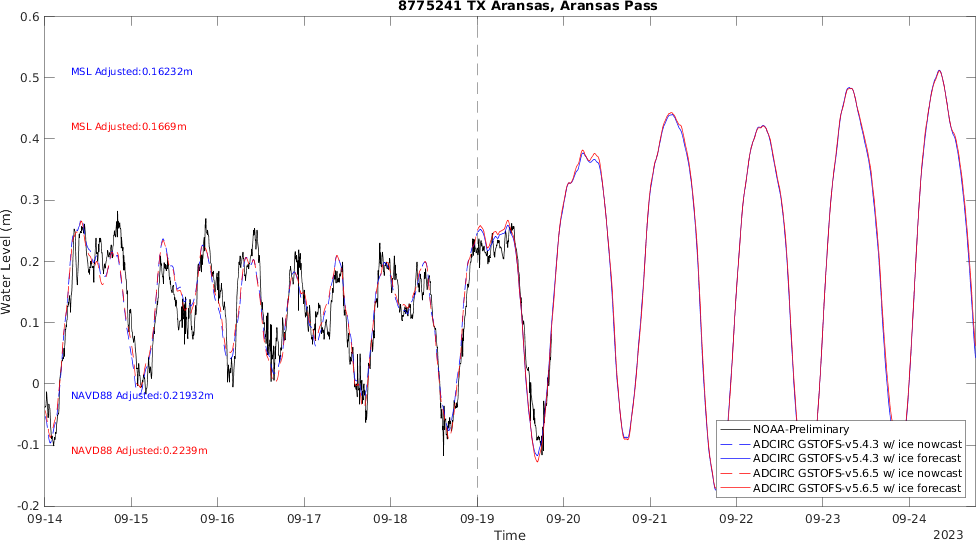 8775241 TX Aransas, Aransas Pass
0.6
0.5
0.4
0.3
0.2
0.1
0
-0.1
-0.2
Water Level (m)
MSL Adjusted:0.16232m
MSL Adjusted:0.1669m
NAVD88 Adjusted:0.21932m
NAVD88 Adjusted:0.2239m
NOAA-Preliminary
ADCIRC GSTOFS-v5.4.3 w/ ice nowcast
ADCIRC GSTOFS-v5.4.3 w/ ice forecast
ADCIRC GSTOFS-v5.6.5 w/ ice nowcast
ADCIRC GSTOFS-v5.6.5 w/ ice forecast
09-14 09-15 09-16 09-17 09-18 09-19 09-20 09-21 09-22 09-23 09-24
Time
2023